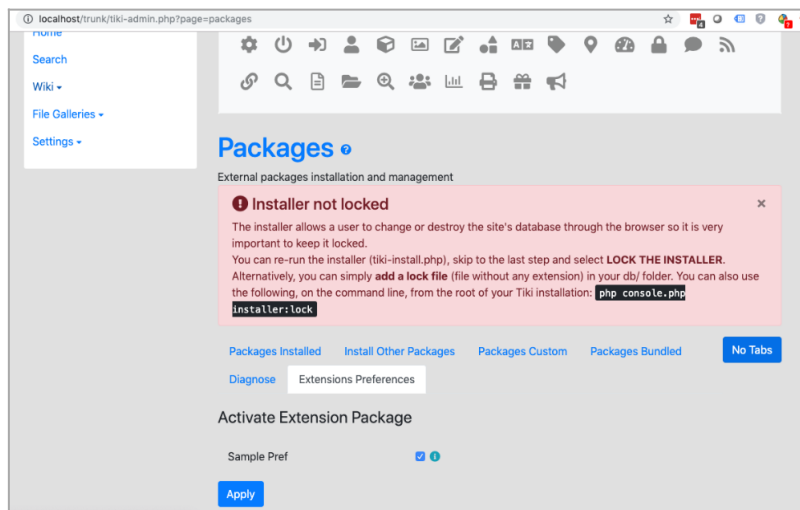 localhost/trunk/tiki-admin.php?page=packages
4
?
Home
Search
Wiki
File Galleries
Settings
Packages
External packages installation and management
Installer not locked ×
The installer allows a user to change or destroy the site's database through the browser so it is very
important to keep it locked.
You can re-run the installer (tiki-install.php), skip to the last step and select LOCK THE INSTALLER.
Alternatively, you can simply add a lock file (file without any extension) in your db/ folder. You can also use
the following, on the command line, from the root of your Tiki installation: php console.php
installer:lock
Packages Installed Install Other Packages Packages Custom Packages Bundled No Tabs
Diagnose Extensions Preferences
Activate Extension Package
Sample Pref
Apply